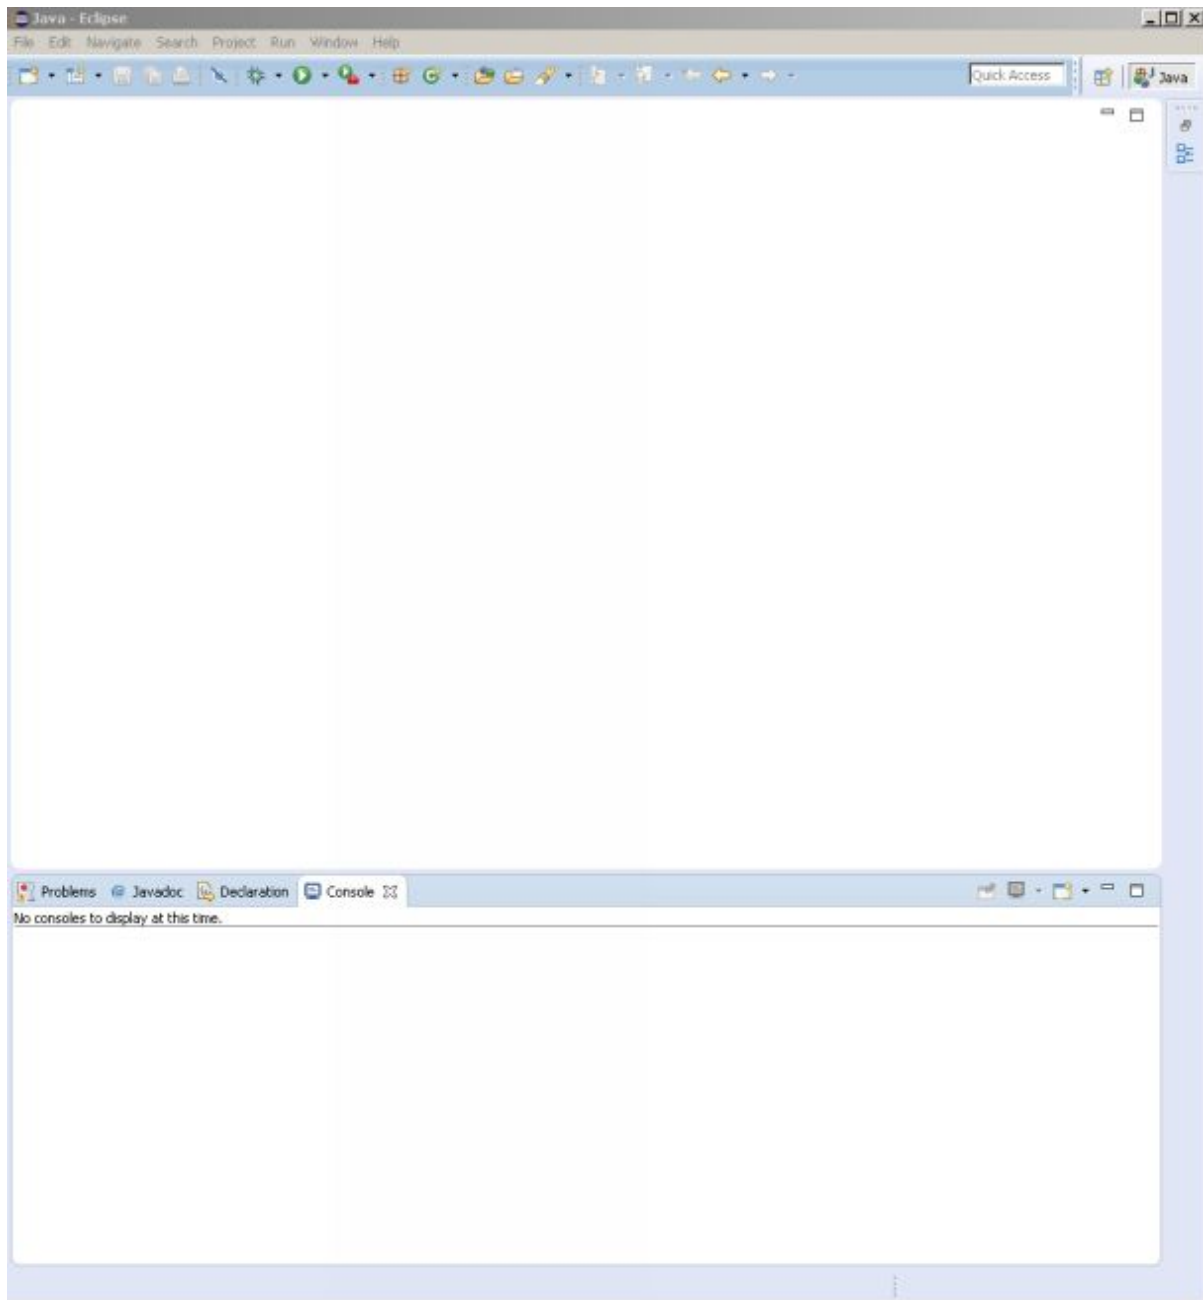 Java - Eclipse
File Edit Navigate Search Project Run Window Help
Quick Access
Java
Problems Javadoc Declaration Console
No consoles to display at this time.